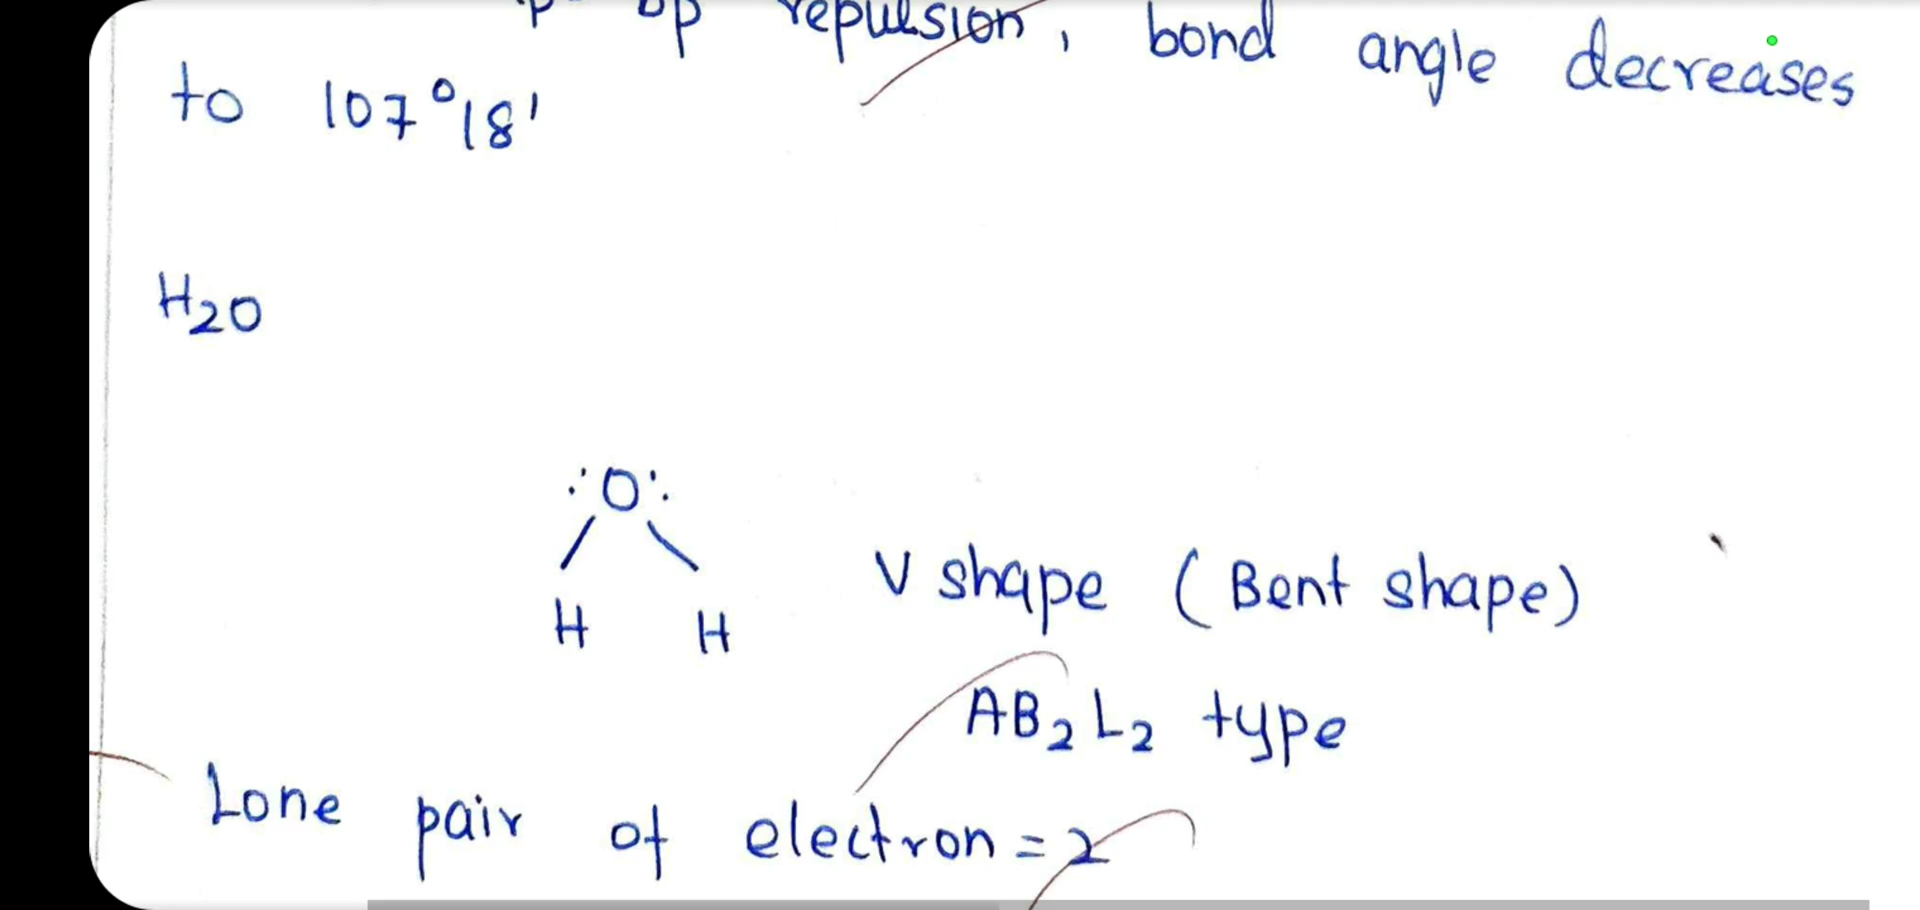 repulsion, bond angle decreases
to 107°18'
H₂O
:O:
H H
V shape (Bent shape)
AB₂L₂ type
Lone pair of electron = 2